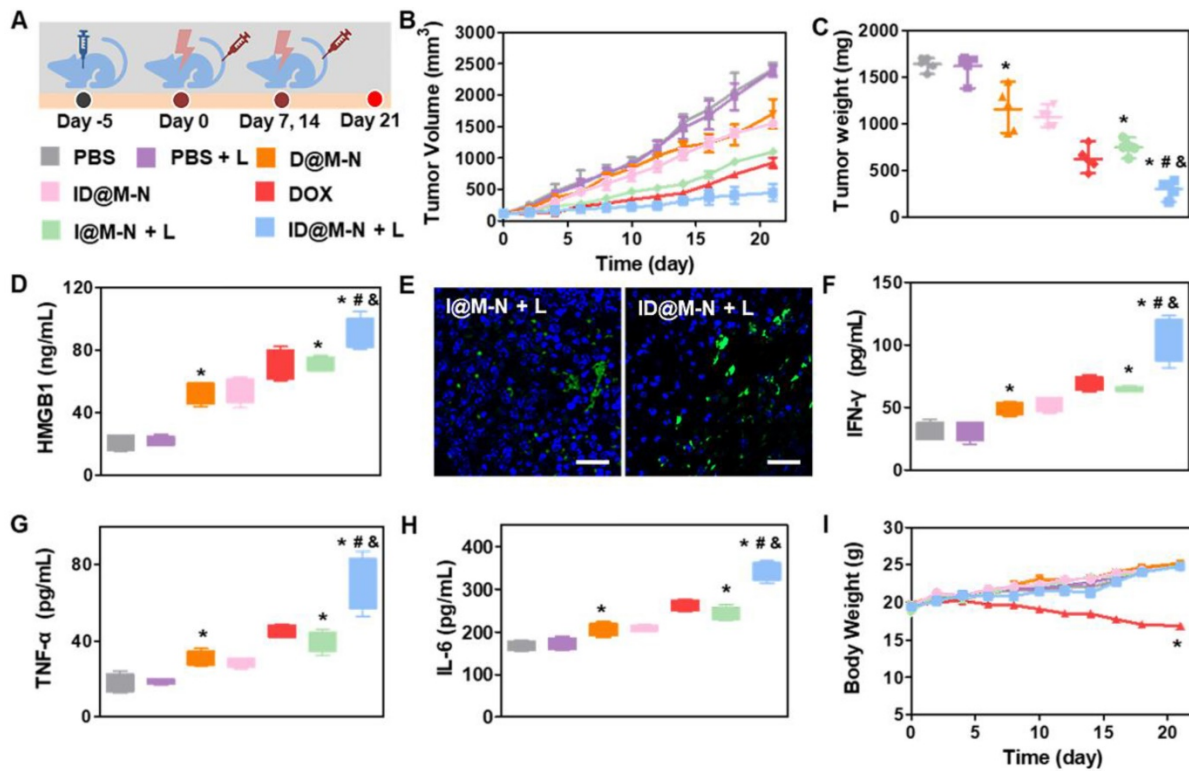 A
Day -5
Day 0
Day 7, 14
Day 21
PBS
PBS + L
D@M-N
ID@M-N
DOX
I@M-N + L
ID@M-N + L
B
Tumor Volume (mm³)
3000
2500
2000
1500
1000
500
0
0
5
10
15
20
Time (day)
C
Tumor weight (mg)
2000
1500
1000
500
0
*
*
* # &
D
HMGB1 (ng/mL)
120
80
40
0
*
*
* # &
E
I@M-N + L
ID@M-N + L
F
IFN-γ (pg/mL)
150
100
50
0
*
*
* # &
G
TNF-α (pg/mL)
80
40
0
*
*
* # &
H
IL-6 (pg/mL)
400
300
200
100
0
*
*
* # &
I
Body Weight (g)
30
25
20
15
10
5
0
5
10
15
20
Time (day)
*